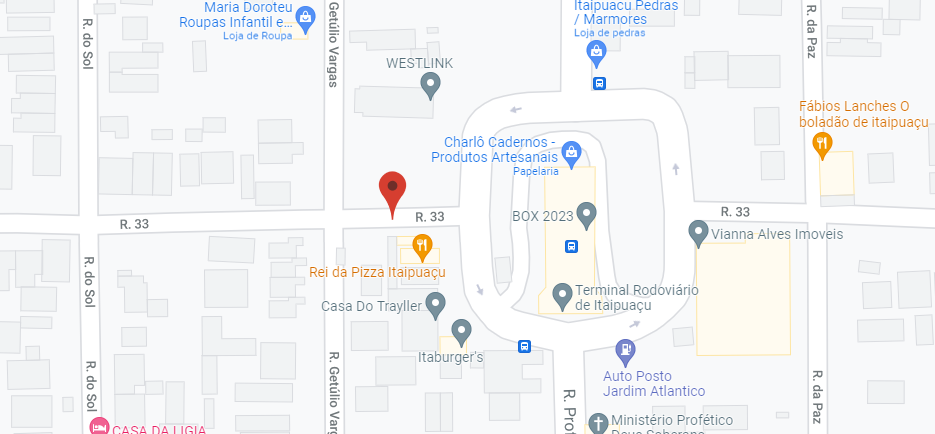 Maria Doroteu
Roupas Infantil e...
Loja de Roupa
R. do Sol
Getúlio Vargas
Itaipuacu Pedras
/ Marmores
Loja de pedras
R. da Paz
WESTLINK
Fábios Lanches O
boladão de itaipuaçu
Charlô Cadernos -
Produtos Artesanais
Papelaria
R. 33
R. 33
R. 33
BOX 2023
Vianna Alves Imoveis
Rei da Pizza Itaipuaçu
R. do Sol
Terminal Rodoviário
de Itaipuaçu
Casa Do Trayller
Itaburger's
R. do Sol
R. Getúlio Varg
Auto Posto
Jardim Atlantico
R. da Paz
R. Prof
Ministério Profético
CASA DA LIGIA